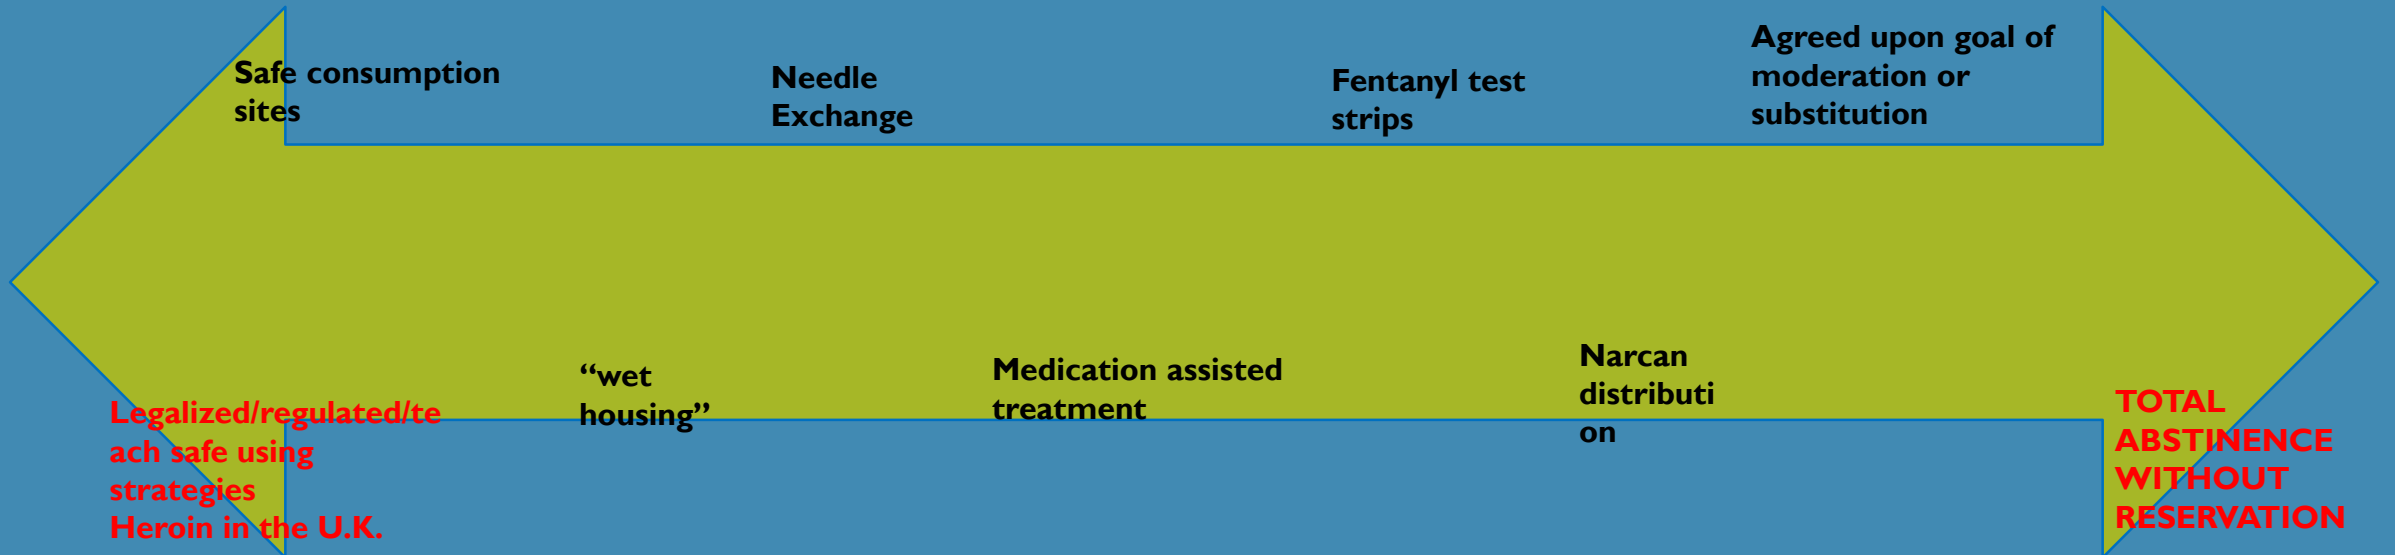 Safe consumption
sites
Needle
Exchange
Fentanyl test
strips
Agreed upon goal of
moderation or
substitution
Legalized/regulated/te
ach safe using
strategies
Heroin in the U.K.
“wet
housing”
Medication assisted
treatment
Narcan
distributi
on
TOTAL
ABSTINENCE
WITHOUT
RESERVATION